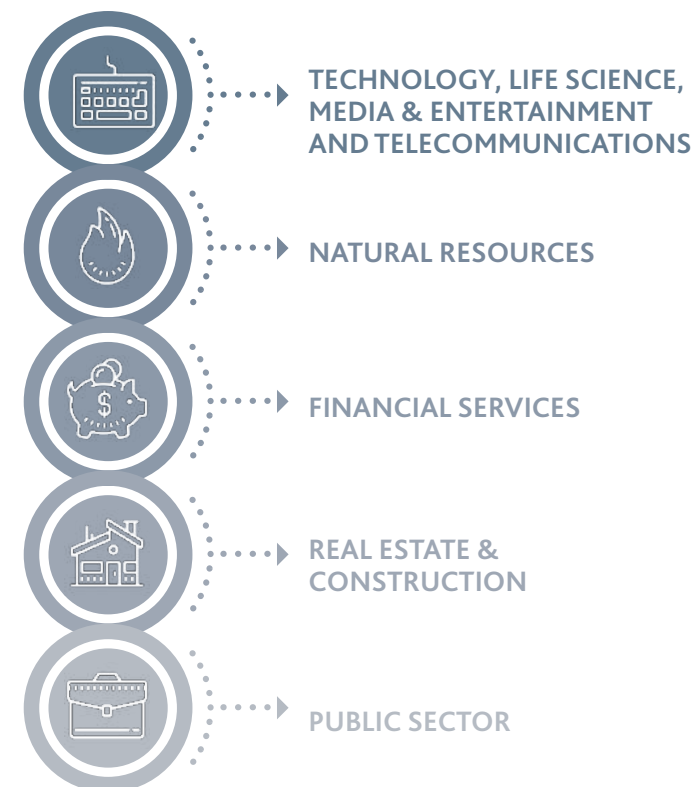 TECHNOLOGY, LIFE SCIENCE,
MEDIA & ENTERTAINMENT
AND TELECOMMUNICATIONS
NATURAL RESOURCES
$
FINANCIAL SERVICES
REAL ESTATE &
CONSTRUCTION
PUBLIC SECTOR